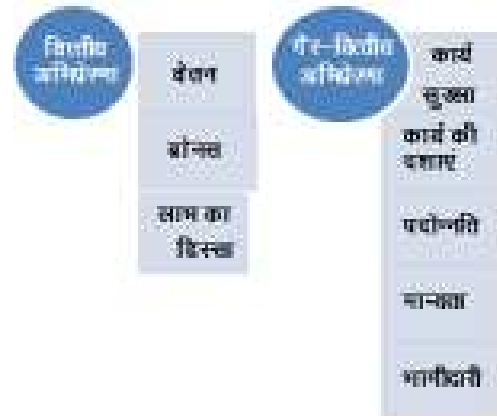 वित्तीय
अभिप्रेरणा
वेतन
बोनस
लाभ का
हिस्सा
गैर-वित्तीय
अभिप्रेरणा
कार्य
सुरक्षा
कार्य की
दशाएं
पदोन्नति
मान्यता
भागीदारी